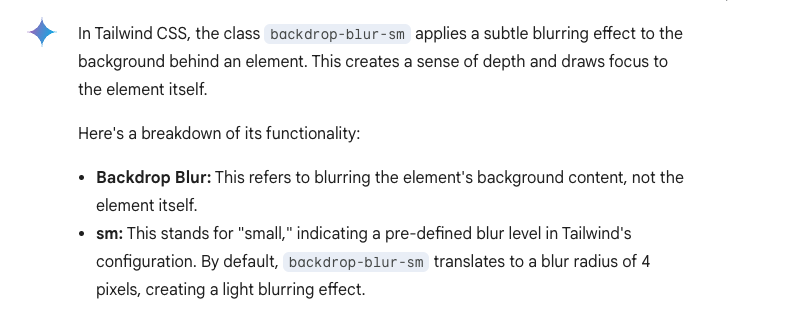 In Tailwind CSS, the class backdrop-blur-sm applies a subtle blurring effect to the
background behind an element. This creates a sense of depth and draws focus to
the element itself.
Here's a breakdown of its functionality:
• Backdrop Blur: This refers to blurring the element's background content, not the
element itself.
• sm: This stands for "small," indicating a pre-defined blur level in Tailwind's
configuration. By default, backdrop-blur-sm translates to a blur radius of 4
pixels, creating a light blurring effect.